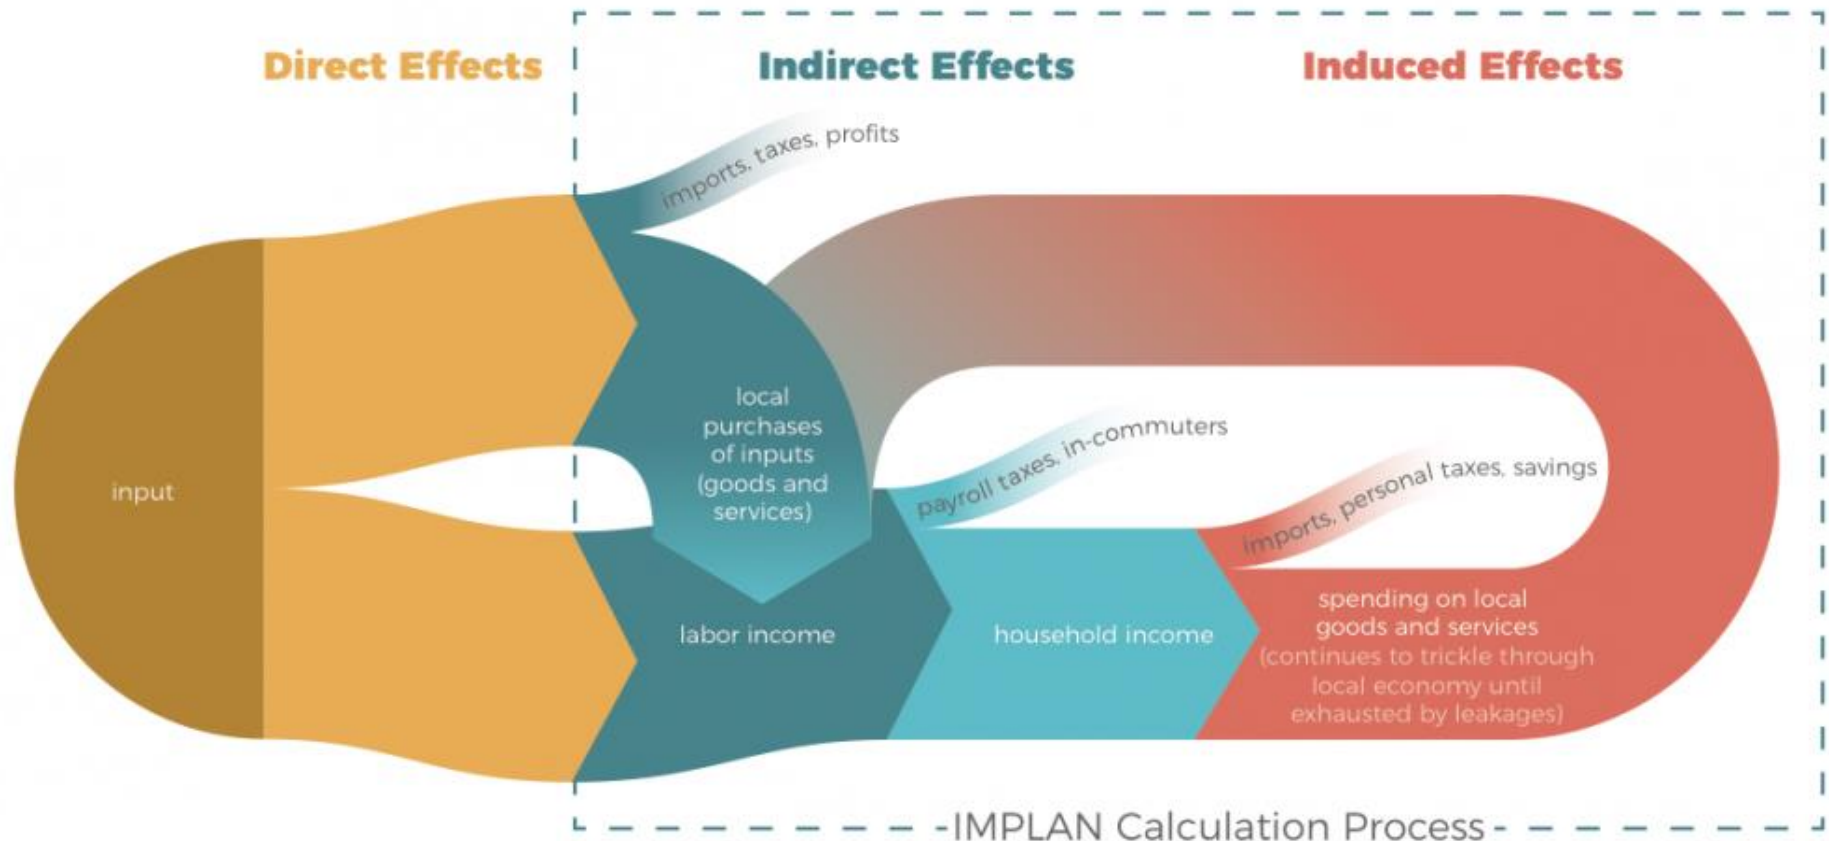 Direct Effects
Indirect Effects
Induced Effects
imports, taxes, profits
input
local
purchases
of inputs
(goods and
services)
payroll taxes, in-commuters
imports, personal taxes, savings
labor income
household income
spending on local
goods and services
(continues to trickle through
local economy until
exhausted by leakages)
IMPLAN Calculation Process